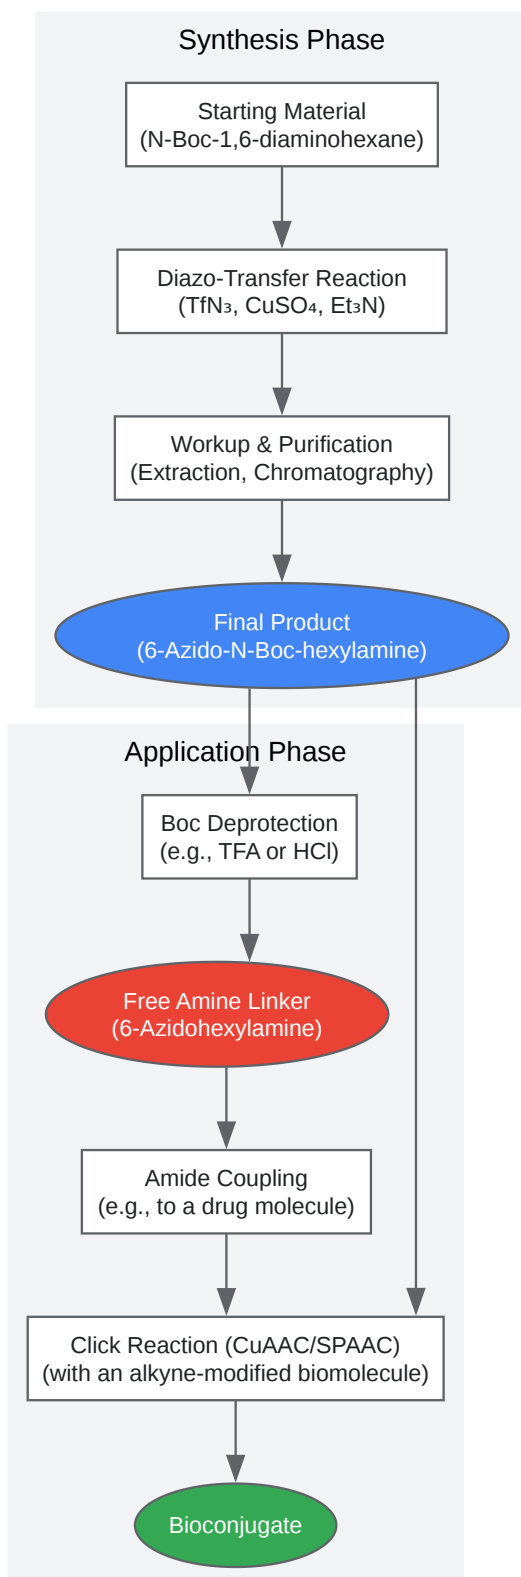 Synthesis Phase
Starting Material
(N-Boc-1,6-diaminohexane)
Diazo-Transfer Reaction
(TfN₃, CuSO₄, Et₃N)
Workup & Purification
(Extraction, Chromatography)
Final Product
(6-Azido-N-Boc-hexylamine)
Application Phase
Boc Deprotection
(e.g., TFA or HCl)
Free Amine Linker
(6-Azidohexylamine)
Amide Coupling
(e.g., to a drug molecule)
Click Reaction (CuAAC/SPAAC)
(with an alkyne-modified biomolecule)
Bioconjugate